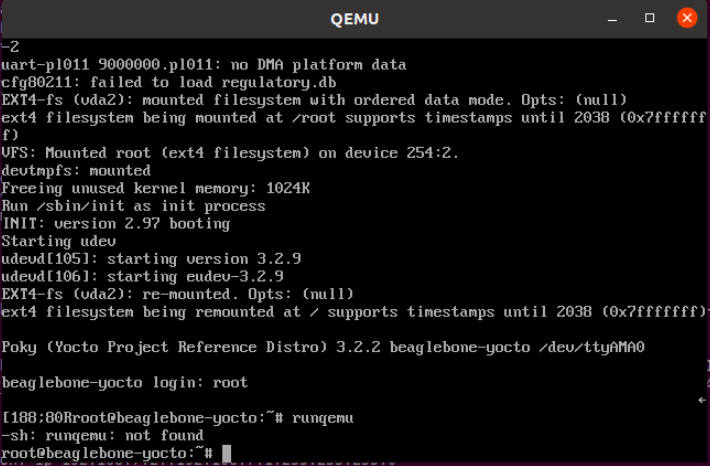 QEMU
-2
uart-pl011 9000000.pl011: no DMA platform data
cfg80211: failed to load regulatory.db
EXT4-fs (vda2): mounted filesystem with ordered data mode. Opts: (null)
ext4 filesystem being mounted at /root supports timestamps until 2038 (0x7ffffff
f)
VFS: Mounted root (ext4 filesystem) on device 254:2.
devtmpfs: mounted
Freeing unused kernel memory: 1024K
Run /sbin/init as init process
INIT: version 2.97 booting
Starting udev
udevd[105]: starting version 3.2.9
udevd[106]: starting eudev-3.2.9
EXT4-fs (vda2): re-mounted. Opts: (null)
ext4 filesystem being remounted at / supports timestamps until 2038 (0x7fffffff)
Poky (Yocto Project Reference Distro) 3.2.2 beaglebone-yocto /dev/ttyAMA0
beaglebone-yocto login: root
[188;80Rroot@beaglebone-yocto:~# runqemu
-sh: runqemu: not found
root@beaglebone-yocto:~#